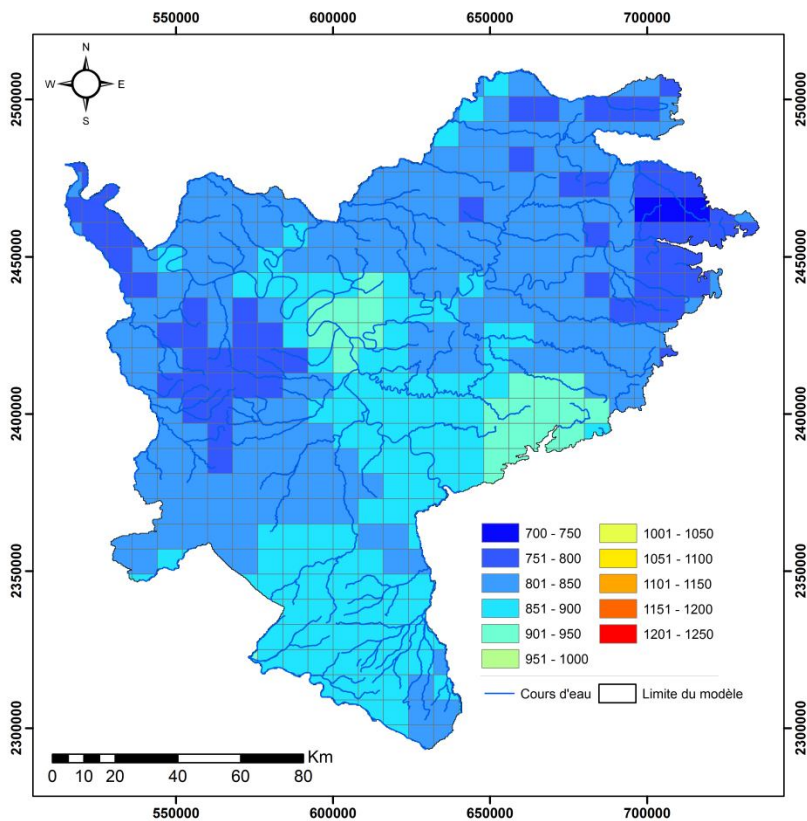 550000 600000 650000 700000
N
W E
S
2500000 2500000
2450000 2450000
2400000 2400000
2350000 2350000
2300000 2300000
700 - 750 1001 - 1050
751 - 800 1051 - 1100
801 - 850 1101 - 1150
851 - 900 1151 - 1200
901 - 950 1201 - 1250
951 - 1000
Cours d'eau Limite du modèle
Km
0 10 20 40 60 80
550000 600000 650000 700000